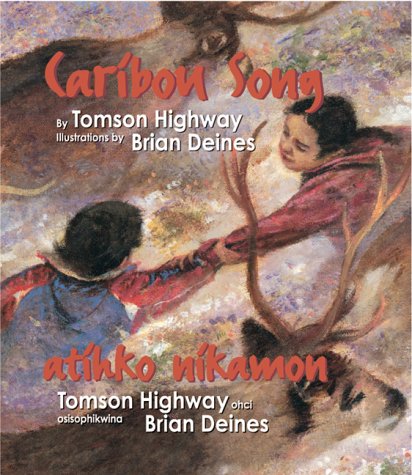 Caribou Song
By Tomson Highway
Illustrations by Brian Deines
atíhko níkamon
Tomson Highway ohci
osisophikwina Brian Deines